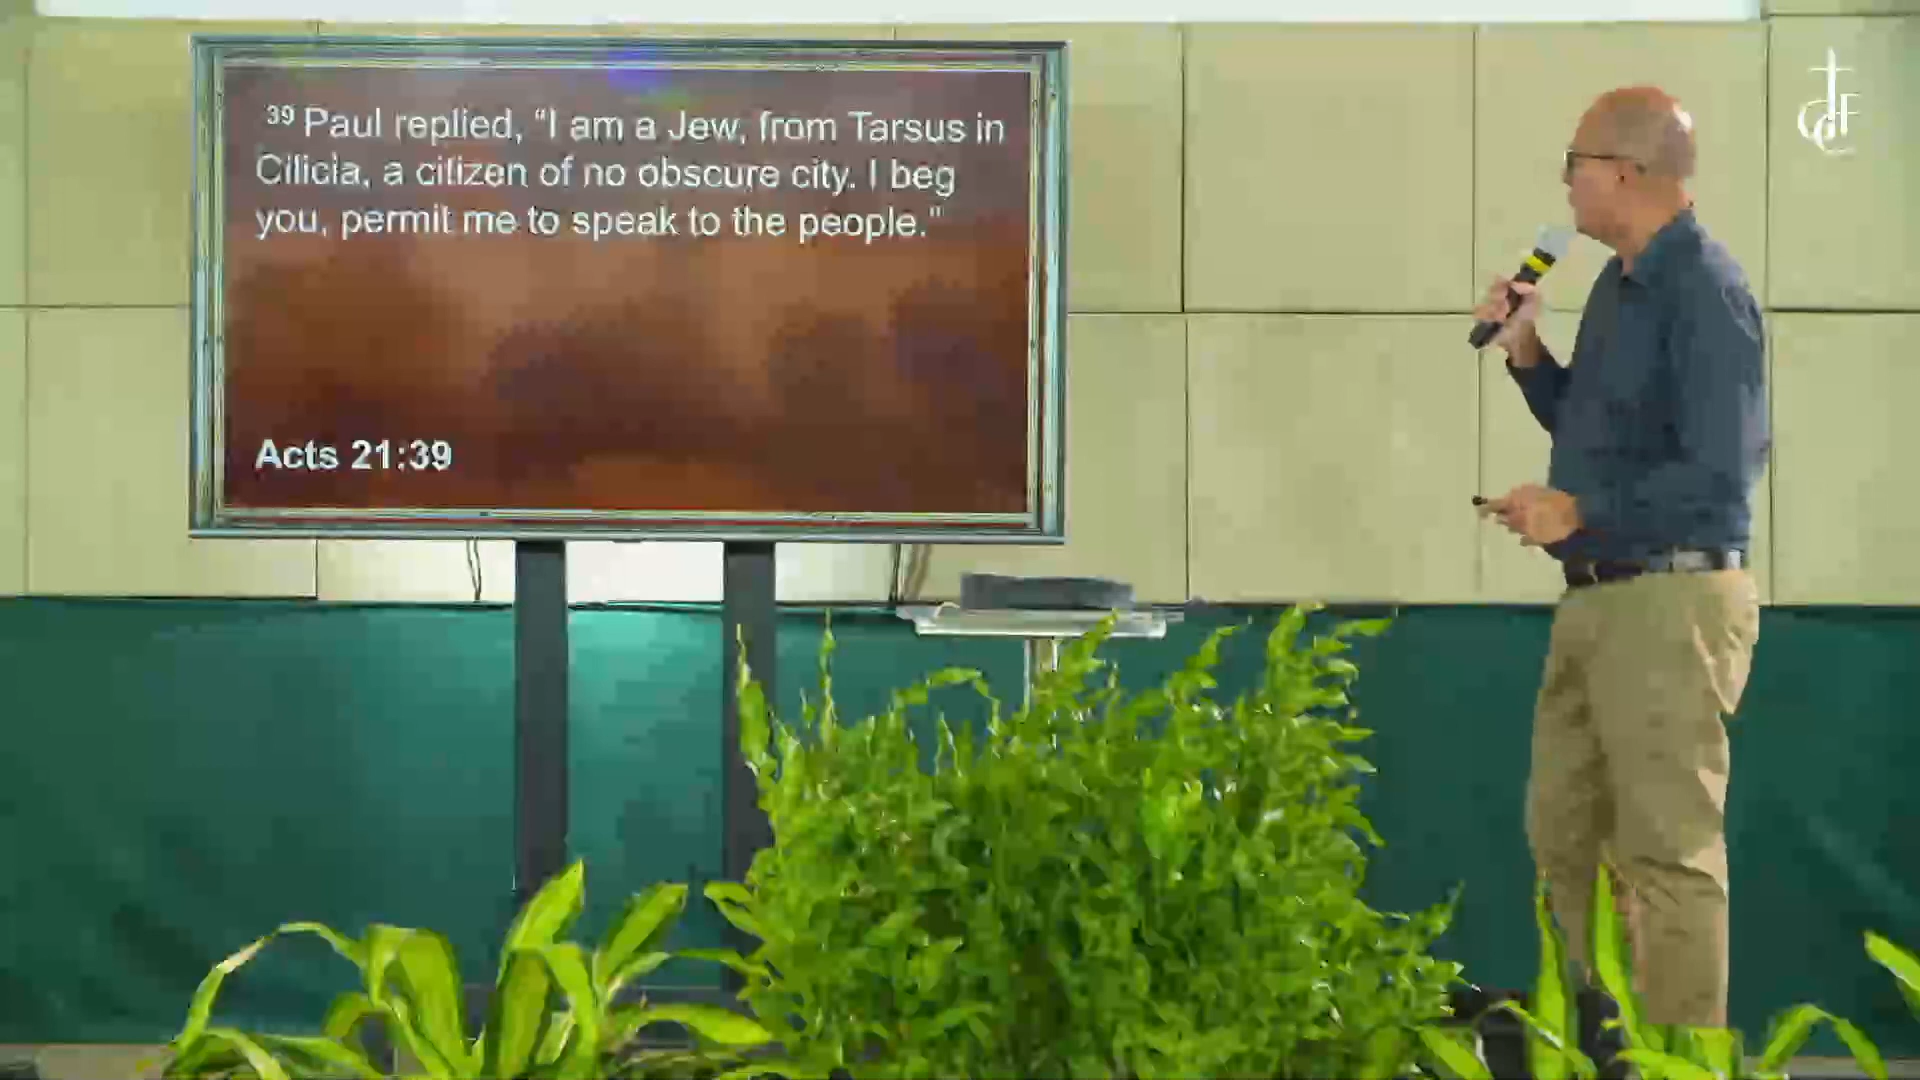 39 Paul replied, “I am a Jew, from Tarsus in
Cilicia, a citizen of no obscure city. I beg
you, permit me to speak to the people.”
Acts 21:39